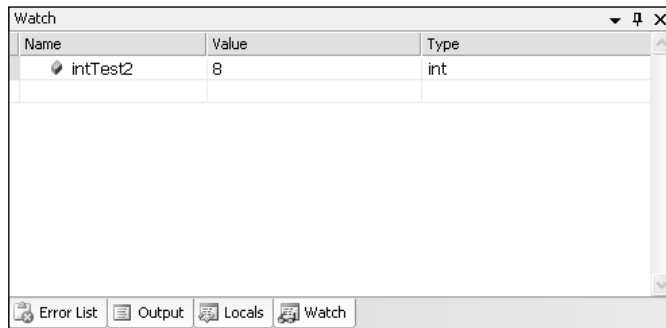 Watch
Name Value Type
intTest2 8 int
Error List Output Locals Watch